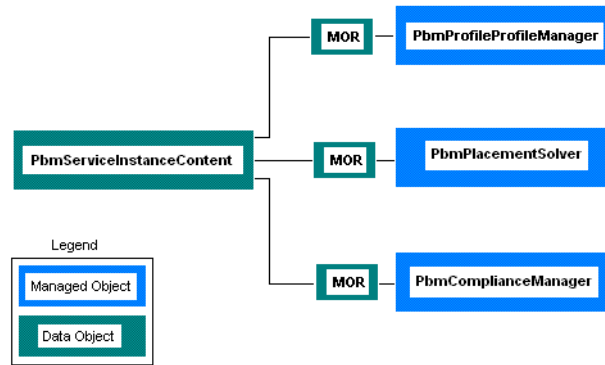 MOR
PbmProfileProfileManager
PbmServiceInstanceContent
MOR
PbmPlacementSolver
MOR
PbmComplianceManager
Legend
Managed Object
Data Object